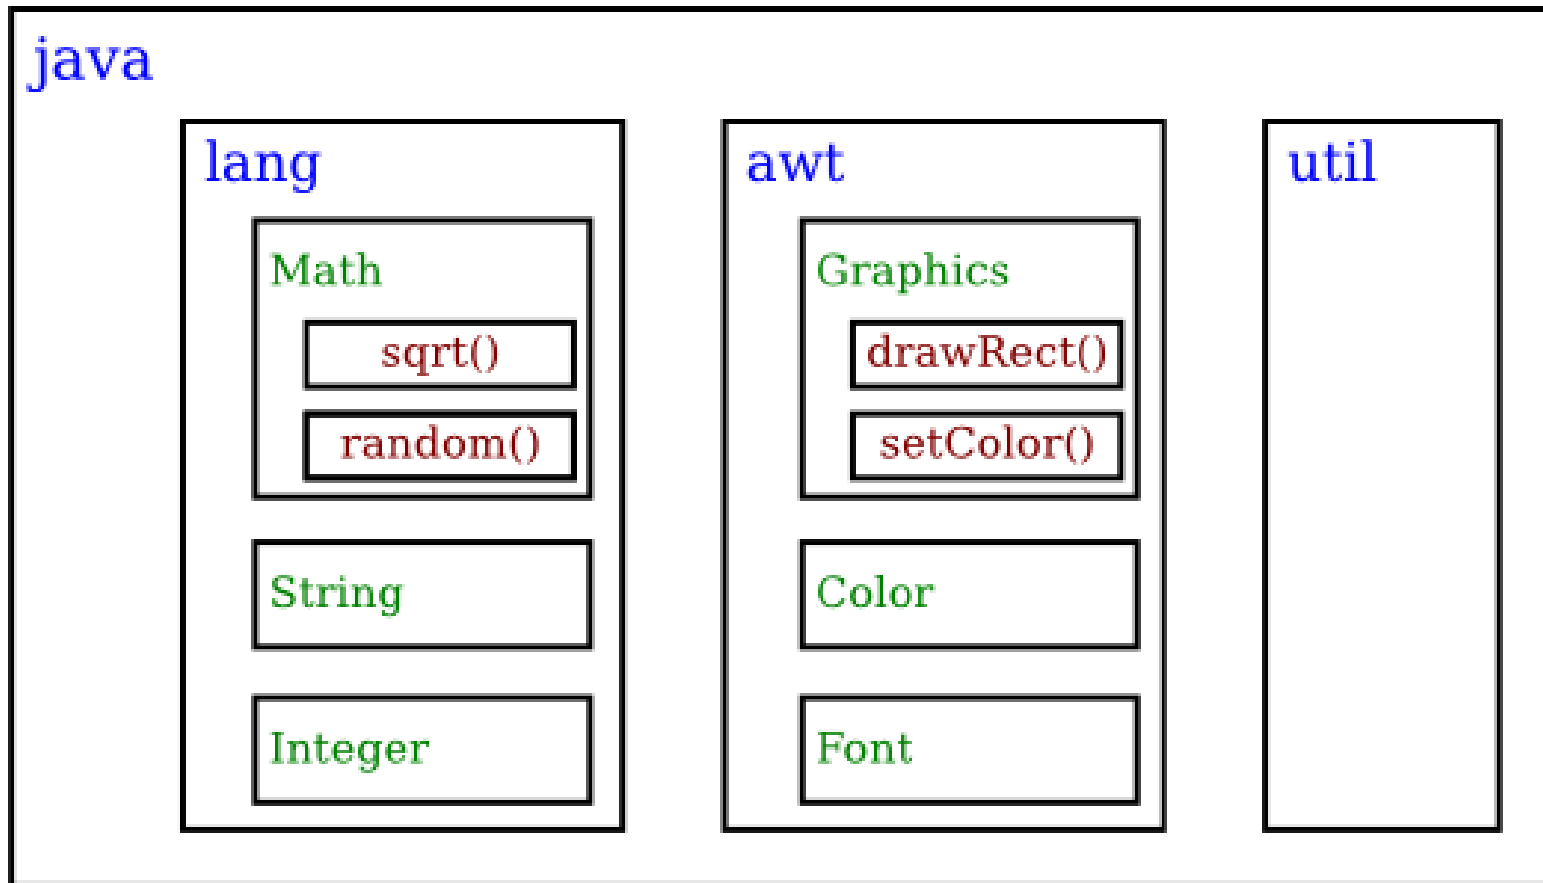 java
lang
Math
sqrt()
random()
String
Integer
awt
Graphics
drawRect()
setColor()
Color
Font
util